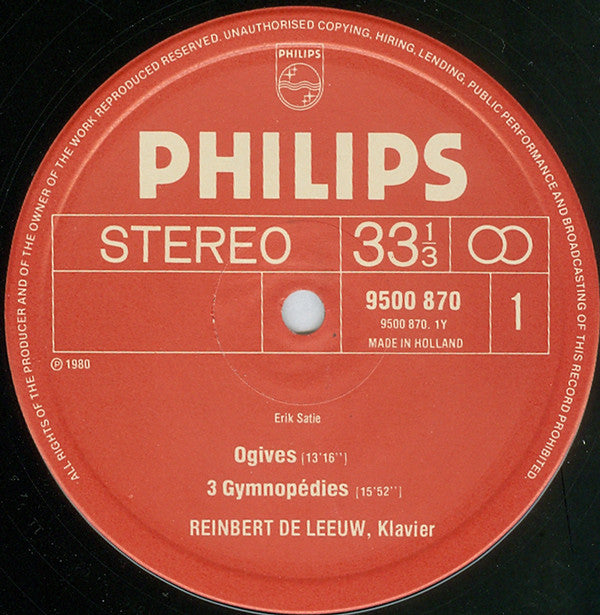 ALL RIGHTS OF THE PRODUCER AND OF THE OWNER OF THE WORK REPRODUCED RESERVED. UNAUTHORISED COPYING, HIRING, LENDING, PUBLIC PERFORMANCE AND BROADCASTING OF THIS RECORD PROHIBITED.
PHILIPS
PHILIPS
STEREO 33 1/3
9500 870 1
9500 870. 1Y
MADE IN HOLLAND
℗ 1980
Erik Satie
Ogives (13'16'')
3 Gymnopédies (15'52'')
REINBERT DE LEEUW, Klavier